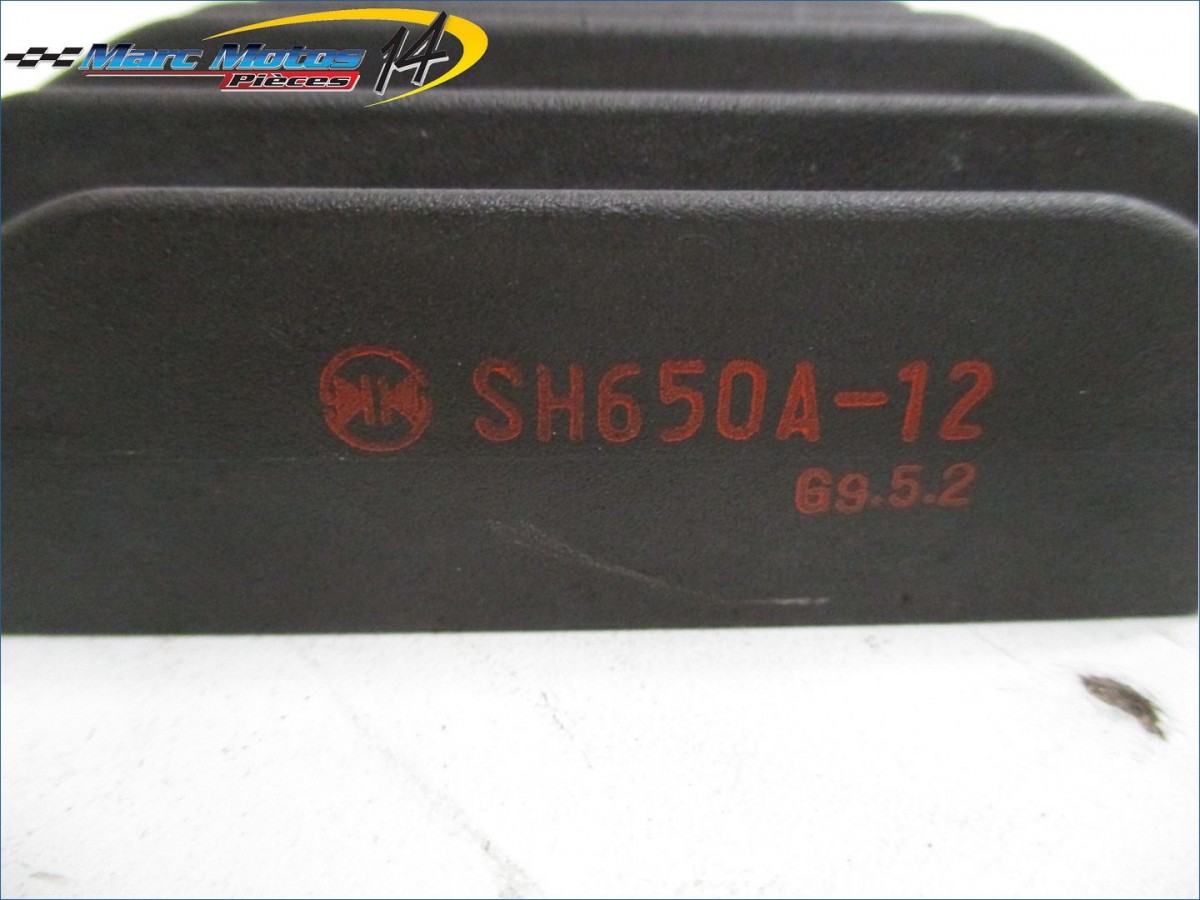 Marc Motos 14
Pièces
SH650A-12
G9.5.2